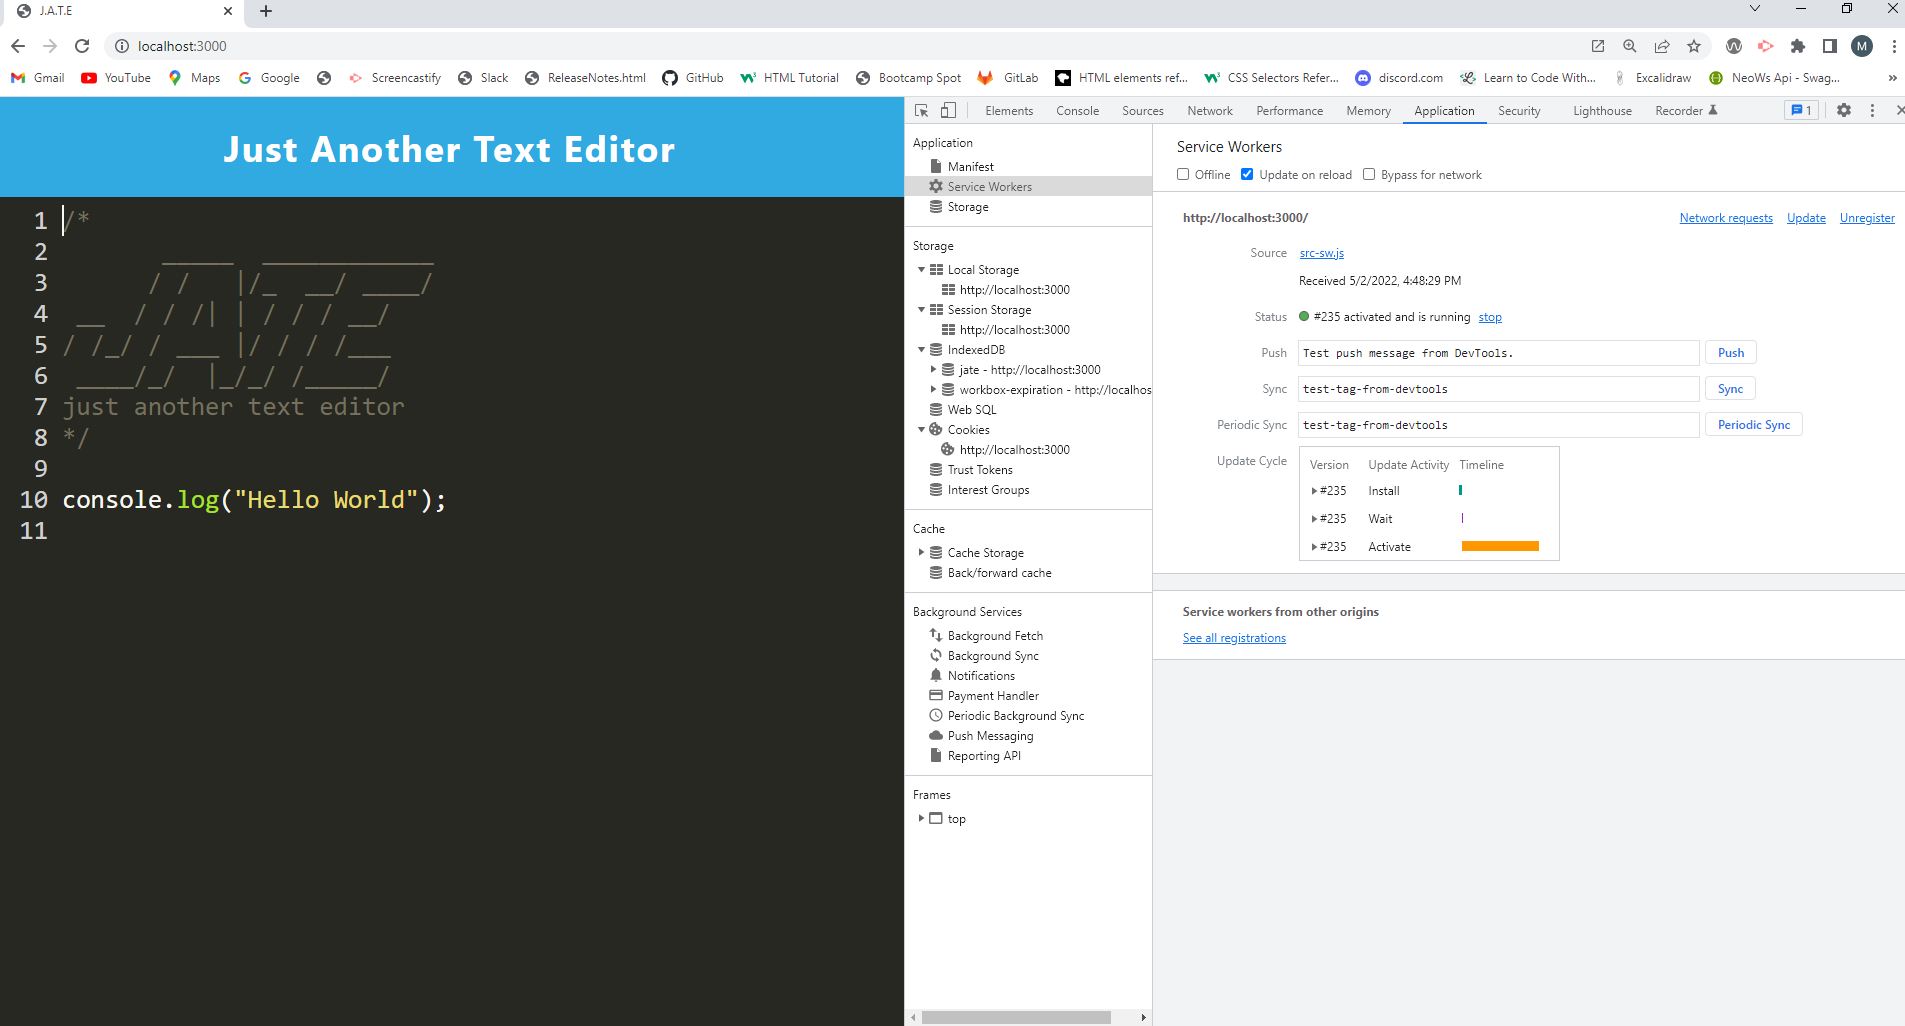 J.A.T.E
localhost:3000
M
Gmail YouTube Maps Google Screencastify Slack ReleaseNotes.html GitHub HTML Tutorial Bootcamp Spot GitLab HTML elements ref... CSS Selectors Refer... discord.com Learn to Code With... Excalidraw NeoWs Api - Swag... »
Just Another Text Editor
1 /*
2       _____  ____________
3      / /   |/_  __/ ____/
4 __  / / /| | / / / __/
5 / /_/ / ___ |/ / / /___
6 ____/_/  |_/_/ /_____/
7 just another text editor
8 */
9
10 console.log("Hello World");
11
Elements Console Sources Network Performance Memory Application Security Lighthouse Recorder 1
Application
Manifest
Service Workers
Storage
Storage
Local Storage
http://localhost:3000
Session Storage
http://localhost:3000
IndexedDB
jate - http://localhost:3000
workbox-expiration - http://localhos
Web SQL
Cookies
http://localhost:3000
Trust Tokens
Interest Groups
Cache
Cache Storage
Back/forward cache
Background Services
Background Fetch
Background Sync
Notifications
Payment Handler
Periodic Background Sync
Push Messaging
Reporting API
Frames
top
Service Workers
Offline Update on reload Bypass for network
http://localhost:3000/ Network requests Update Unregister
Source src-sw.js
Received 5/2/2022, 4:48:29 PM
Status #235 activated and is running stop
Push Test push message from DevTools. Push
Sync test-tag-from-devtools Sync
Periodic Sync test-tag-from-devtools Periodic Sync
Update Cycle Version Update Activity Timeline
#235 Install
#235 Wait
#235 Activate
Service workers from other origins
See all registrations